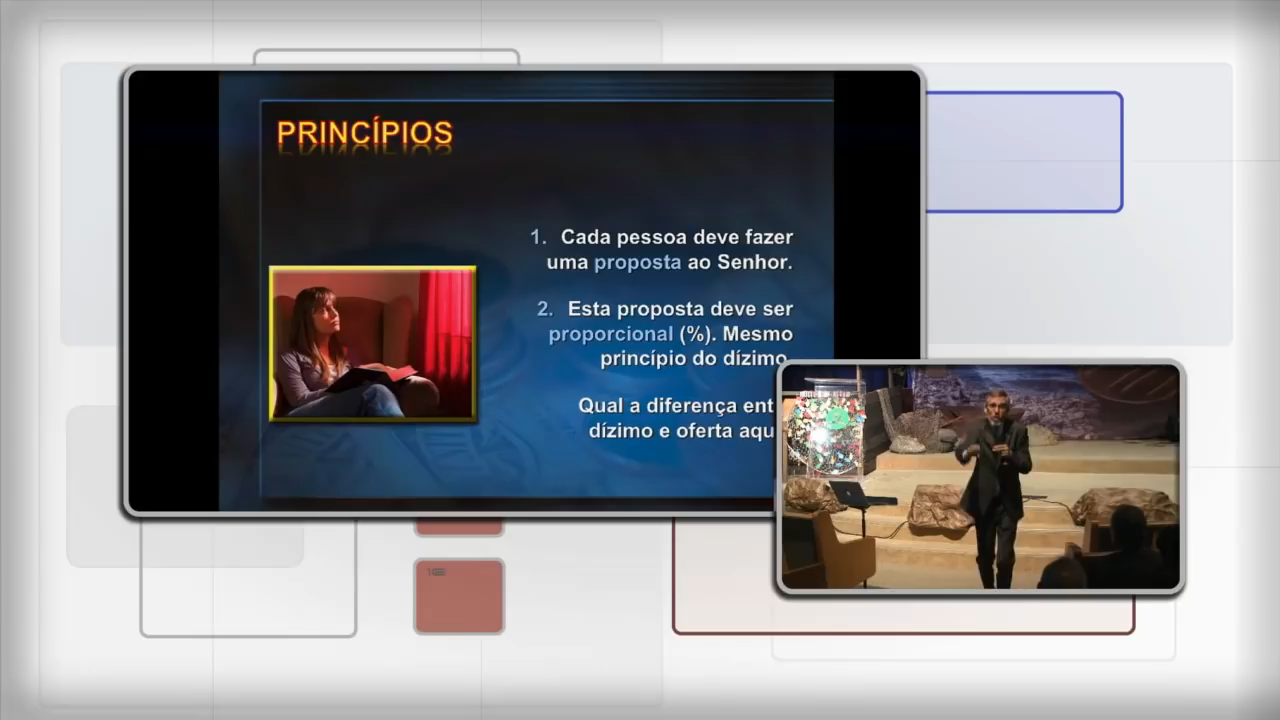 PRINCÍPIOS
1. Cada pessoa deve fazer
uma proposta ao Senhor.
2. Esta proposta deve ser
proporcional (%). Mesmo
princípio do dízimo.
Qual a diferença ent
dízimo e oferta aqu